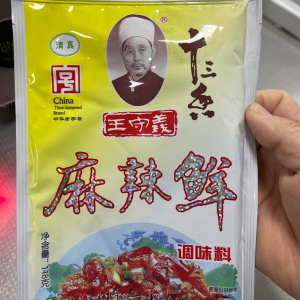 清真
®
十三香
China
Time-honored
Brand
中华老字号
王守義
麻辣鲜
调味料
净含量: